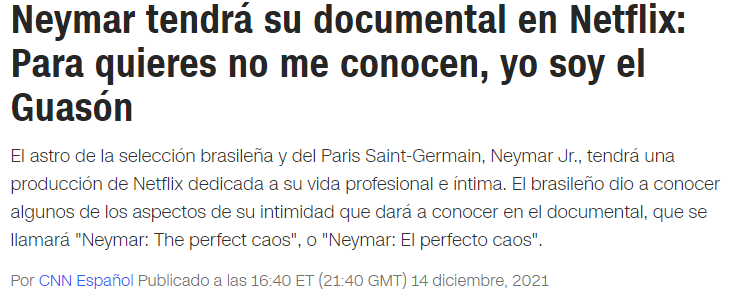 Neymar tendrá su documental en Netflix:
Para quieres no me conocen, yo soy el
Guasón
El astro de la selección brasileña y del Paris Saint-Germain, Neymar Jr., tendrá una
producción de Netflix dedicada a su vida profesional e íntima. El brasileño dio a conocer
algunos de los aspectos de su intimidad que dará a conocer en el documental, que se
llamará "Neymar: The perfect caos", o "Neymar: El perfecto caos".
Por CNN Español Publicado a las 16:40 ET (21:40 GMT) 14 diciembre, 2021